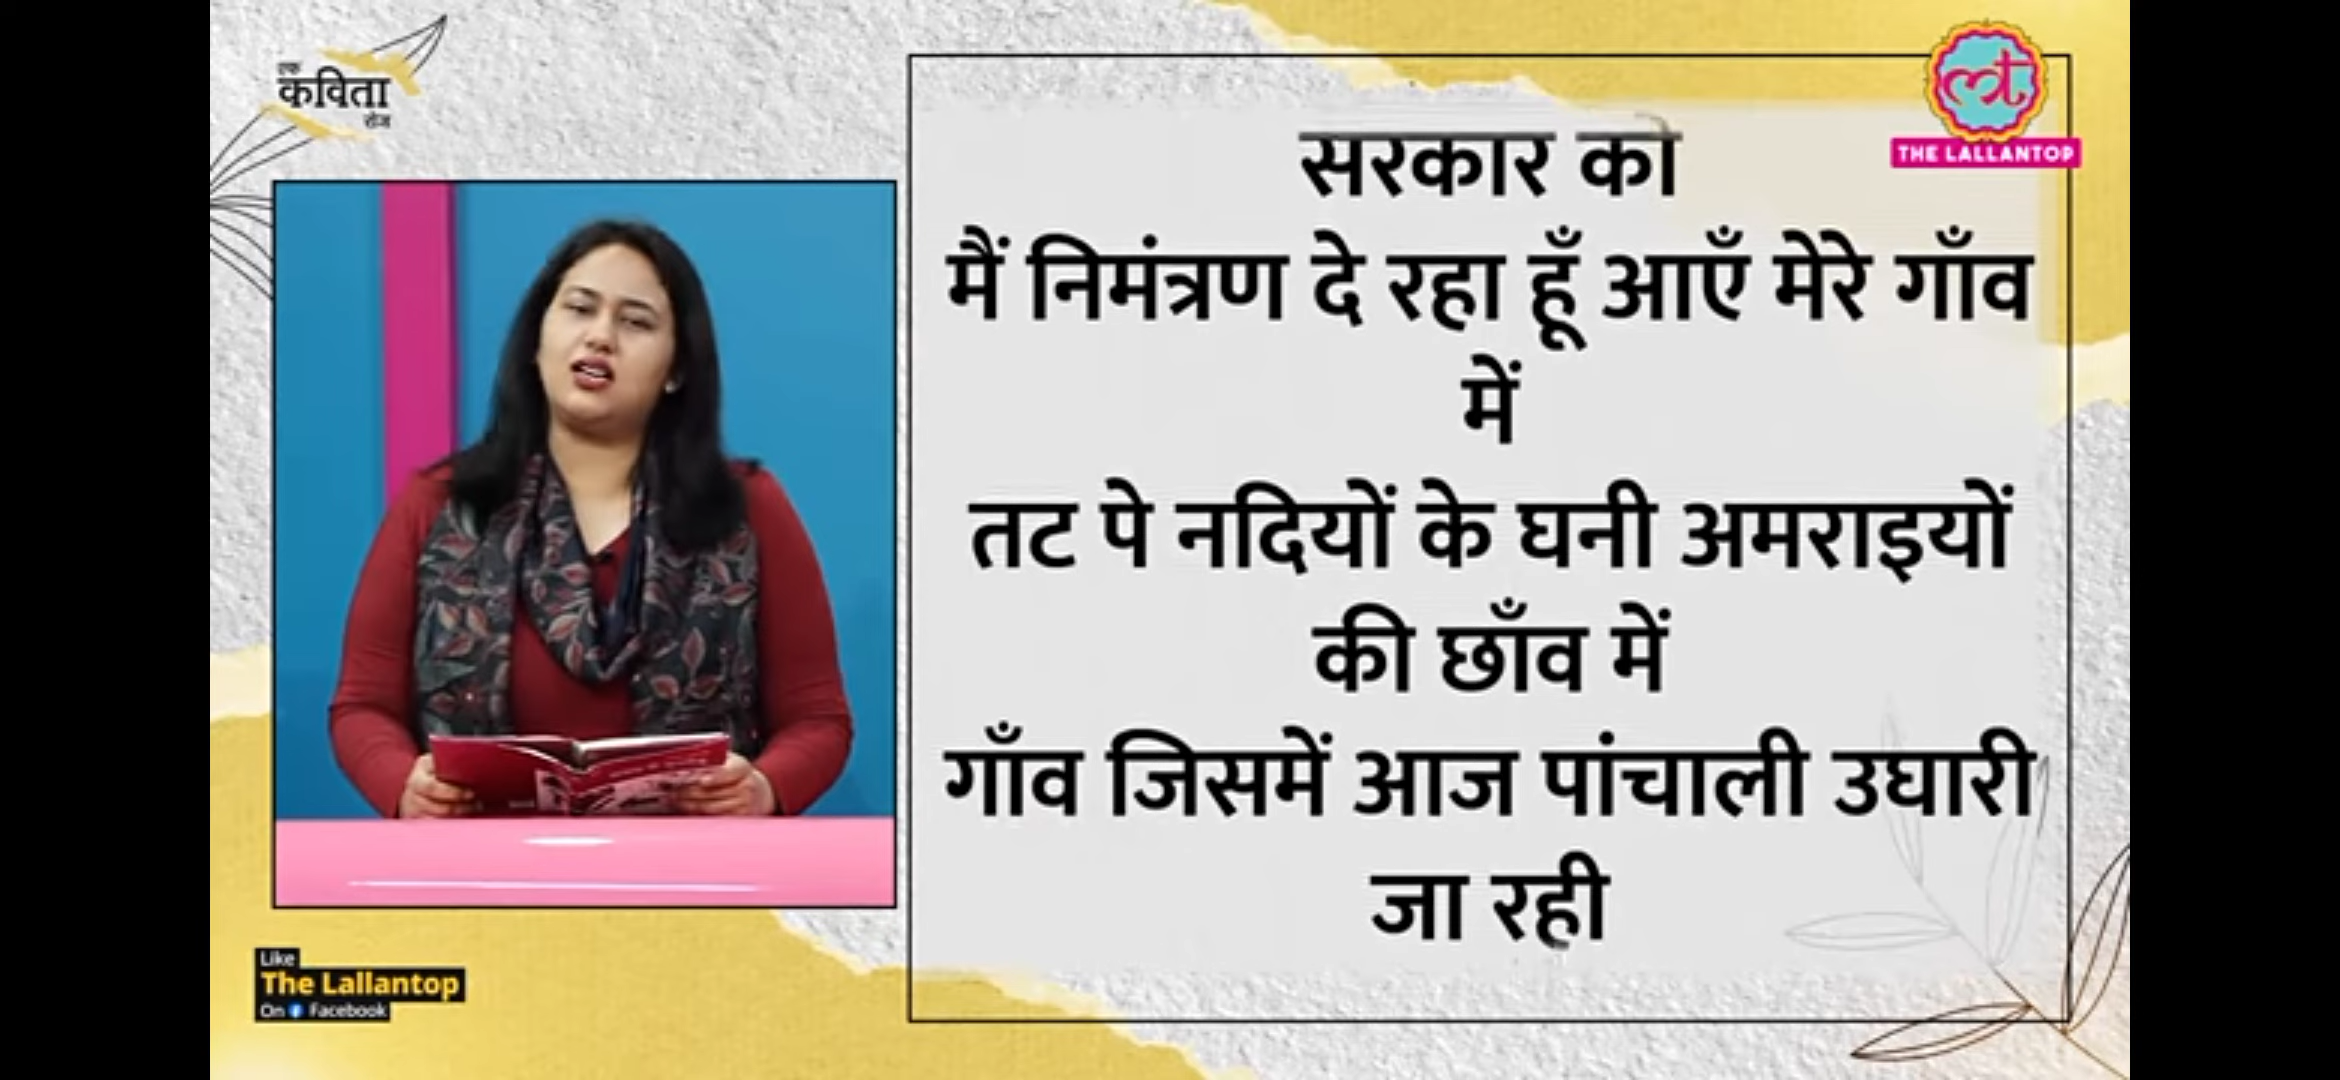 एक
कविता
रोज
THE LALLANTOP
सरकार को
मैं निमंत्रण दे रहा हूँ आएँ मेरे गाँव
में
तट पे नदियों के घनी अमराइयों
की छाँव में
गाँव जिसमें आज पांचाली उघारी
जा रही
Like
The Lallantop
On Facebook